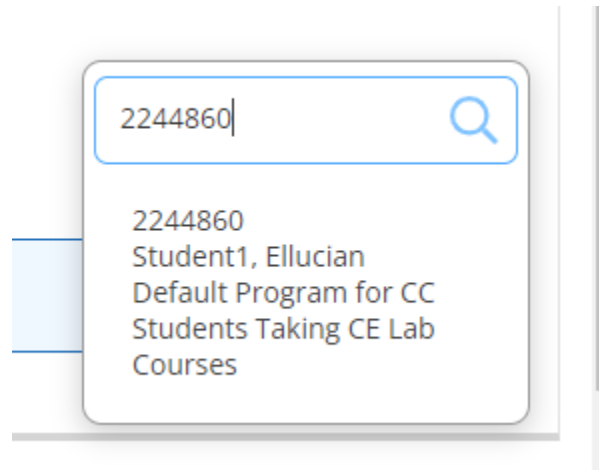 2244860
2244860
Student1, Ellucian
Default Program for CC
Students Taking CE Lab
Courses